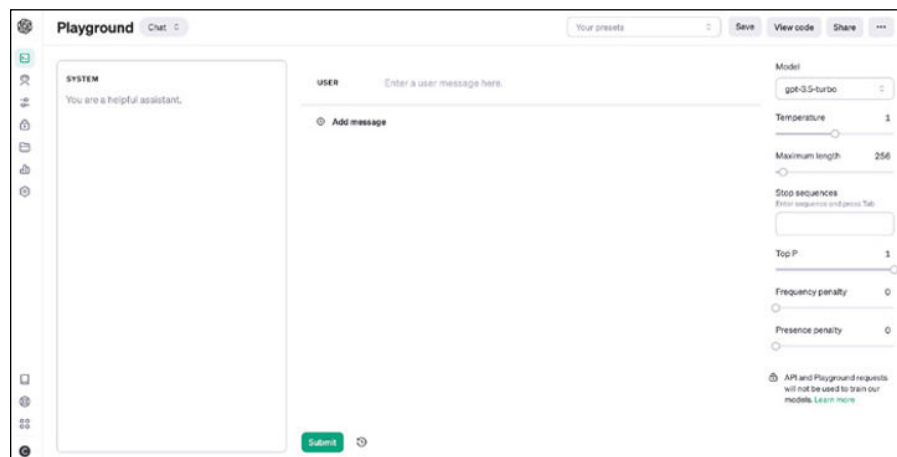 Playground
Chat
Your presets
Save
View code
Share
SYSTEM
You are a helpful assistant.
USER
Enter a user message here.
Add message
Submit
Model
gpt-3.5-turbo
Temperature
1
Maximum length
256
Stop sequences
Enter sequence and press Tab
Top P
1
Frequency penalty
0
Presence penalty
0
API and Playground requests
will not be used to train our
models. Learn more
C